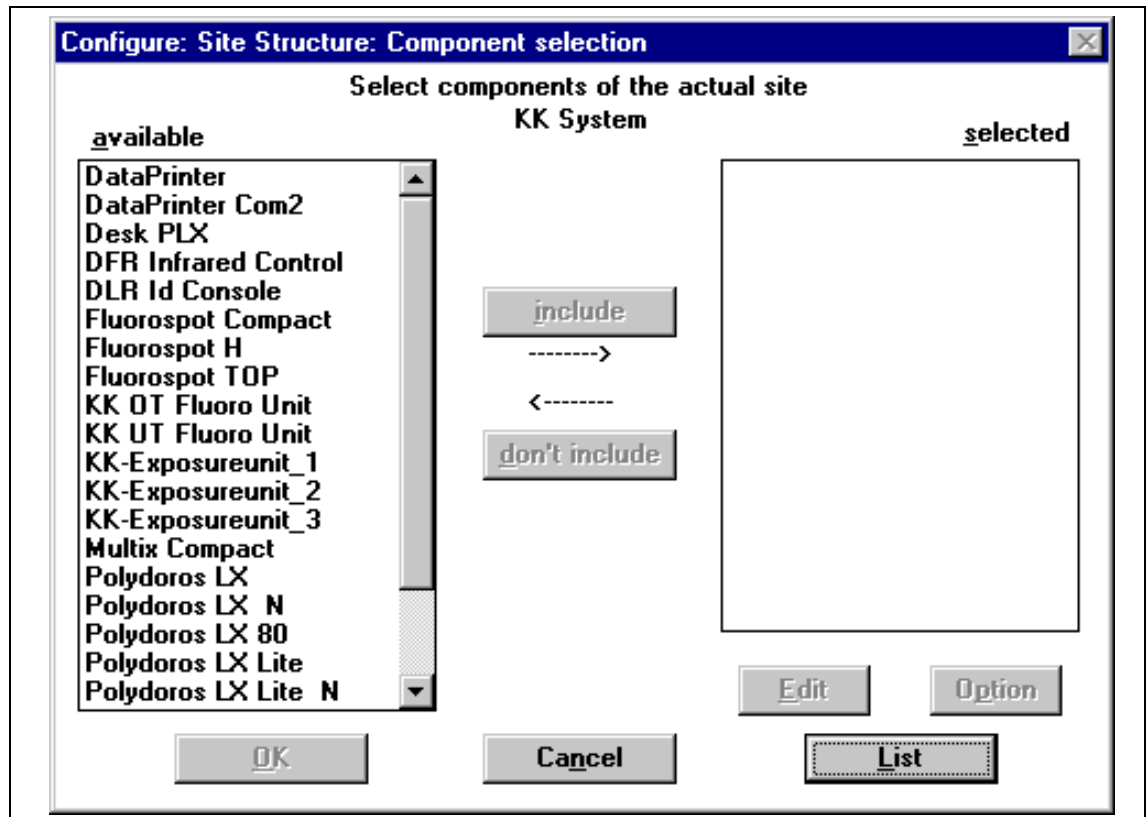 Configure: Site Structure: Component selection
Select components of the actual site
KK System
available
selected
DataPrinter
DataPrinter Com2
Desk PLX
DFR Infrared Control
DLR Id Console
Fluorospot Compact
Fluorospot H
Fluorospot TOP
KK OT Fluoro Unit
KK UT Fluoro Unit
KK-Exposureunit_1
KK-Exposureunit_2
KK-Exposureunit_3
Multix Compact
Polydoros LX
Polydoros LX  N
Polydoros LX 80
Polydoros LX Lite
Polydoros LX Lite  N
include
-------->
<--------
don't include
Edit
Option
OK
Cancel
List